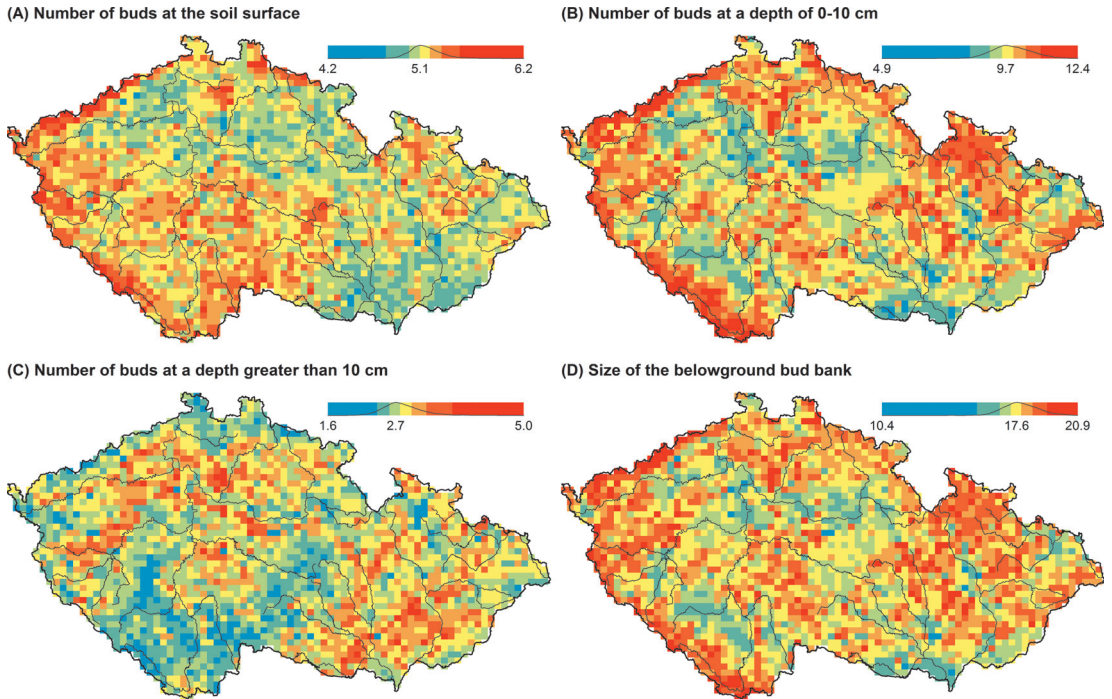 (A) Number of buds at the soil surface
4.2 5.1 6.2
(B) Number of buds at a depth of 0-10 cm
4.9 9.7 12.4
(C) Number of buds at a depth greater than 10 cm
1.6 2.7 5.0
(D) Size of the belowground bud bank
10.4 17.6 20.9